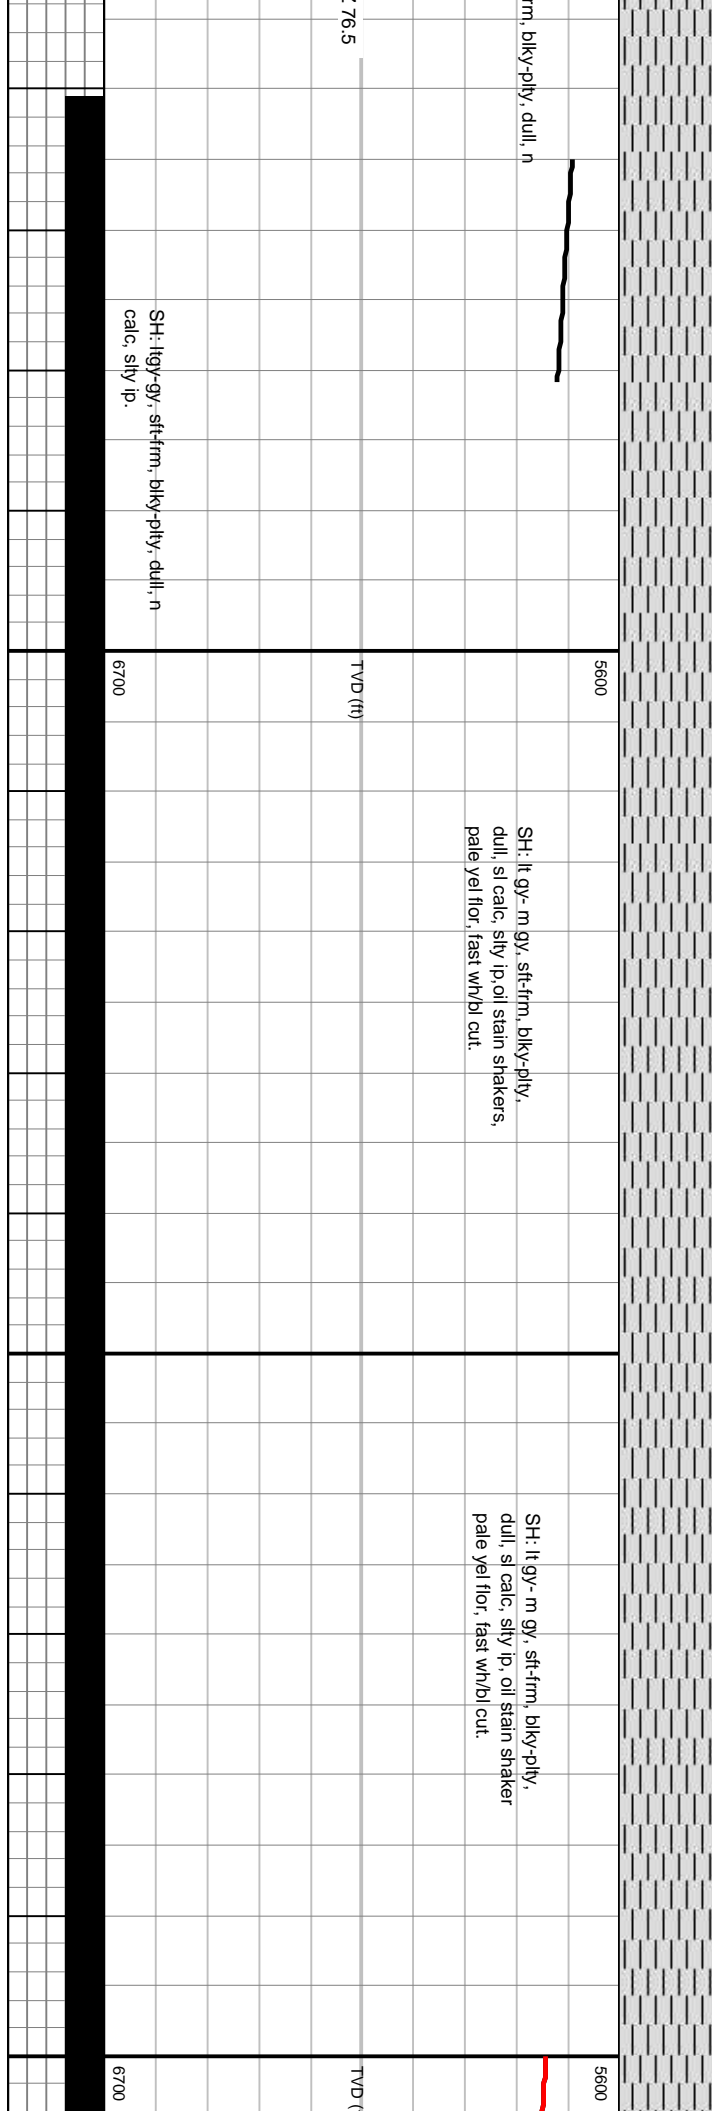 rm, blky-plty, dull, n
76.5
SH: ltgy-gy, sft-frm, blky-plty, dull, n
calc, slty ip.
5600
TVD (ft)
6700
SH: lt gy- m gy, sft-frm, blky-plty,
dull, sl calc, slty ip,oil stain shakers,
pale yel flor, fast wh/bl cut.
SH: lt gy- m gy, sft-frm, blky-plty,
dull, sl calc, slty ip, oil stain shaker
pale yel flor, fast wh/bl cut.
5600
TVD (
6700